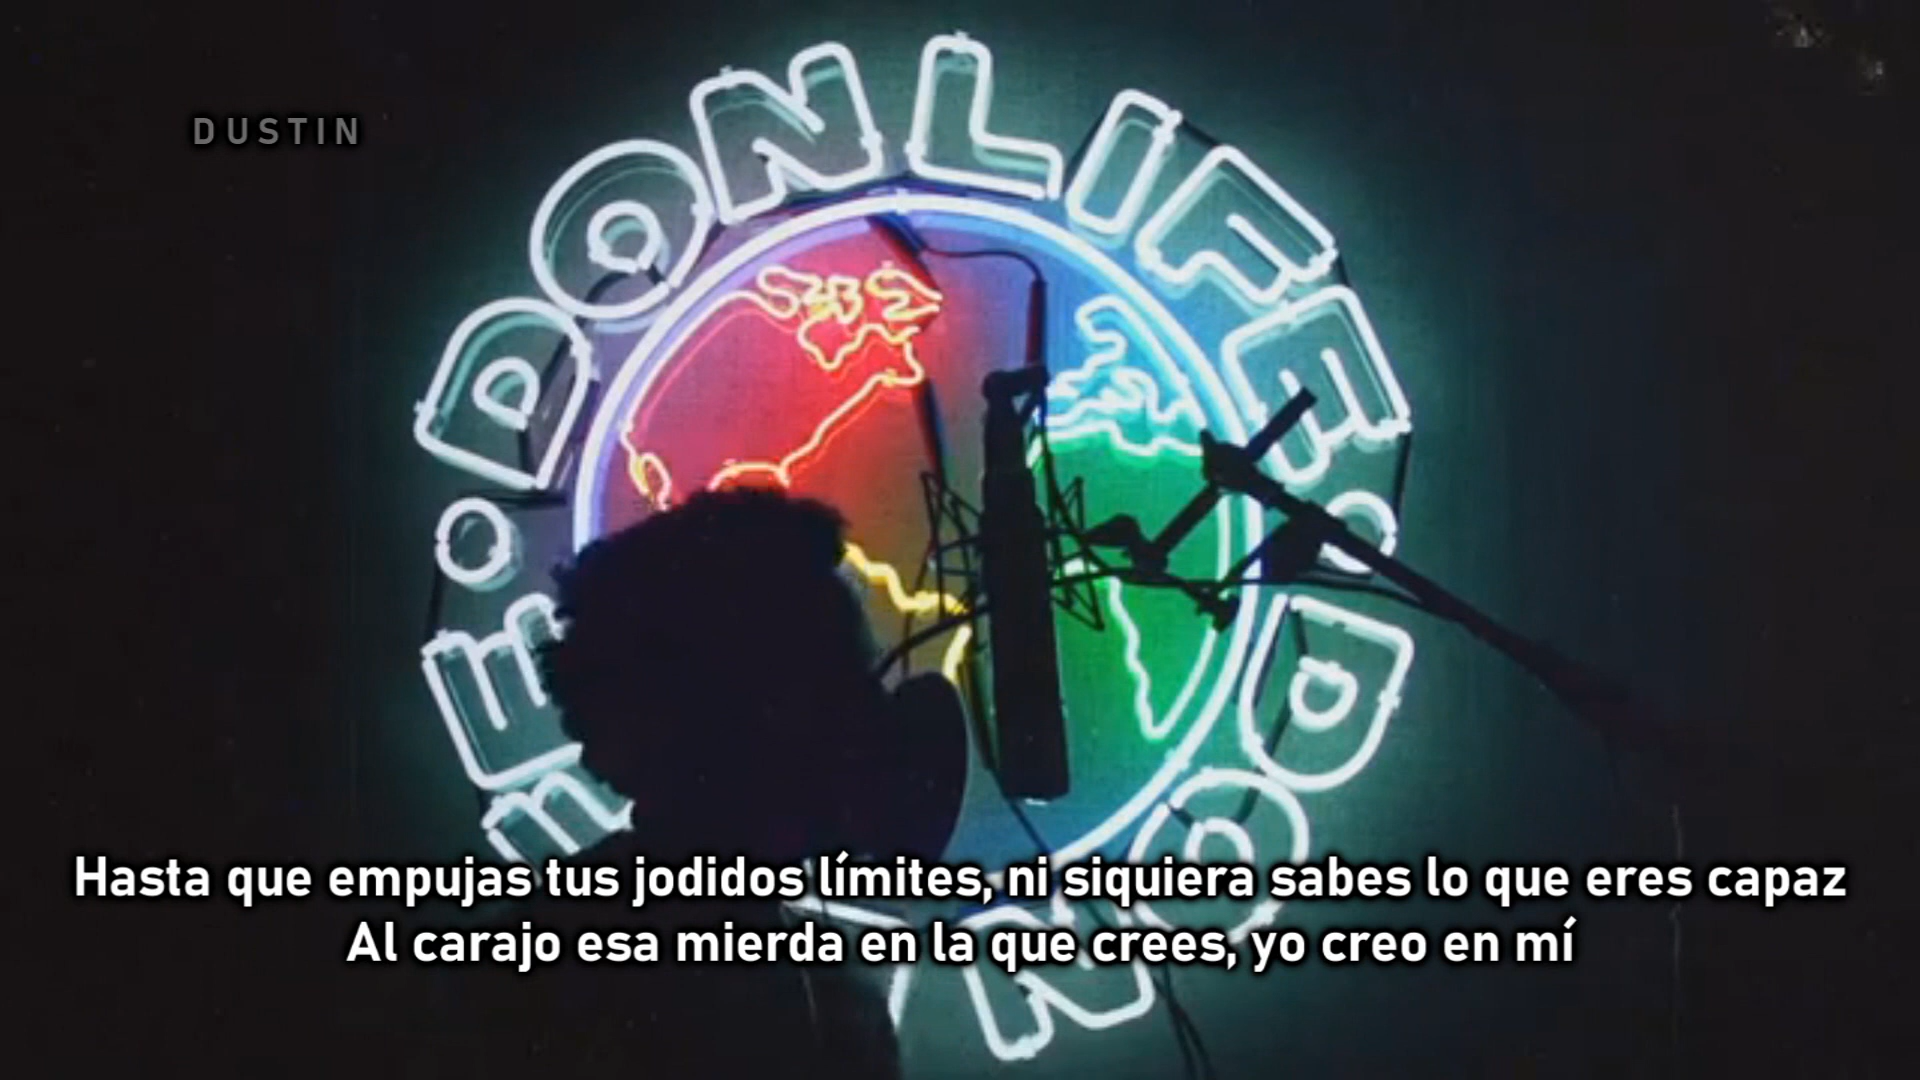 DUSTIN
DONLIFE
DON
Hasta que empujas tus jodidos límites, ni siquiera sabes lo que eres capaz
Al carajo esa mierda en la que crees, yo creo en mí